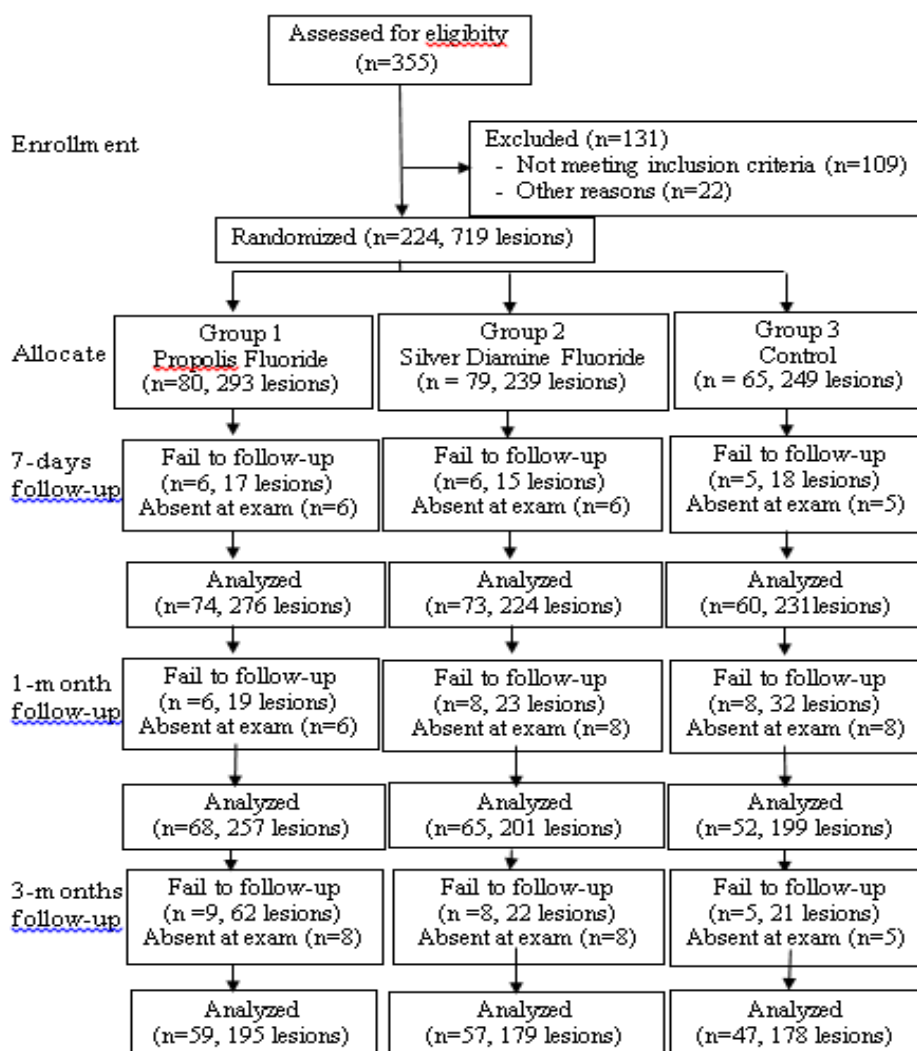 Assessed for eligibity
(n=355)
Enrollment
Excluded (n=131)
- Not meeting inclusion criteria (n=109)
- Other reasons (n=22)
Randomized (n=224, 719 lesions)
Allocate
Group 1
Propolis Fluoride
(n=80, 293 lesions)
Group 2
Silver Diamine Fluoride
(n = 79, 239 lesions)
Group 3
Control
(n = 65, 249 lesions)
7-days
follow-up
Fail to follow-up
(n=6, 17 lesions)
Absent at exam (n=6)
Fail to follow-up
(n=6, 15 lesions)
Absent at exam (n=6)
Fail to follow-up
(n=5, 18 lesions)
Absent at exam (n=5)
Analyzed
(n=74, 276 lesions)
Analyzed
(n=73, 224 lesions)
Analyzed
(n=60, 231lesions)
1-month
follow-up
Fail to follow-up
(n =6, 19 lesions)
Absent at exam (n=6)
Fail to follow-up
(n=8, 23 lesions)
Absent at exam (n=8)
Fail to follow-up
(n=8, 32 lesions)
Absent at exam (n=8)
Analyzed
(n=68, 257 lesions)
Analyzed
(n=65, 201 lesions)
Analyzed
(n=52, 199 lesions)
3-months
follow-up
Fail to follow-up
(n =9, 62 lesions)
Absent at exam (n=8)
Fail to follow-up
(n =8, 22 lesions)
Absent at exam (n=8)
Fail to follow-up
(n=5, 21 lesions)
Absent at exam (n=5)
Analyzed
(n=59, 195 lesions)
Analyzed
(n=57, 179 lesions)
Analyzed
(n=47, 178 lesions)